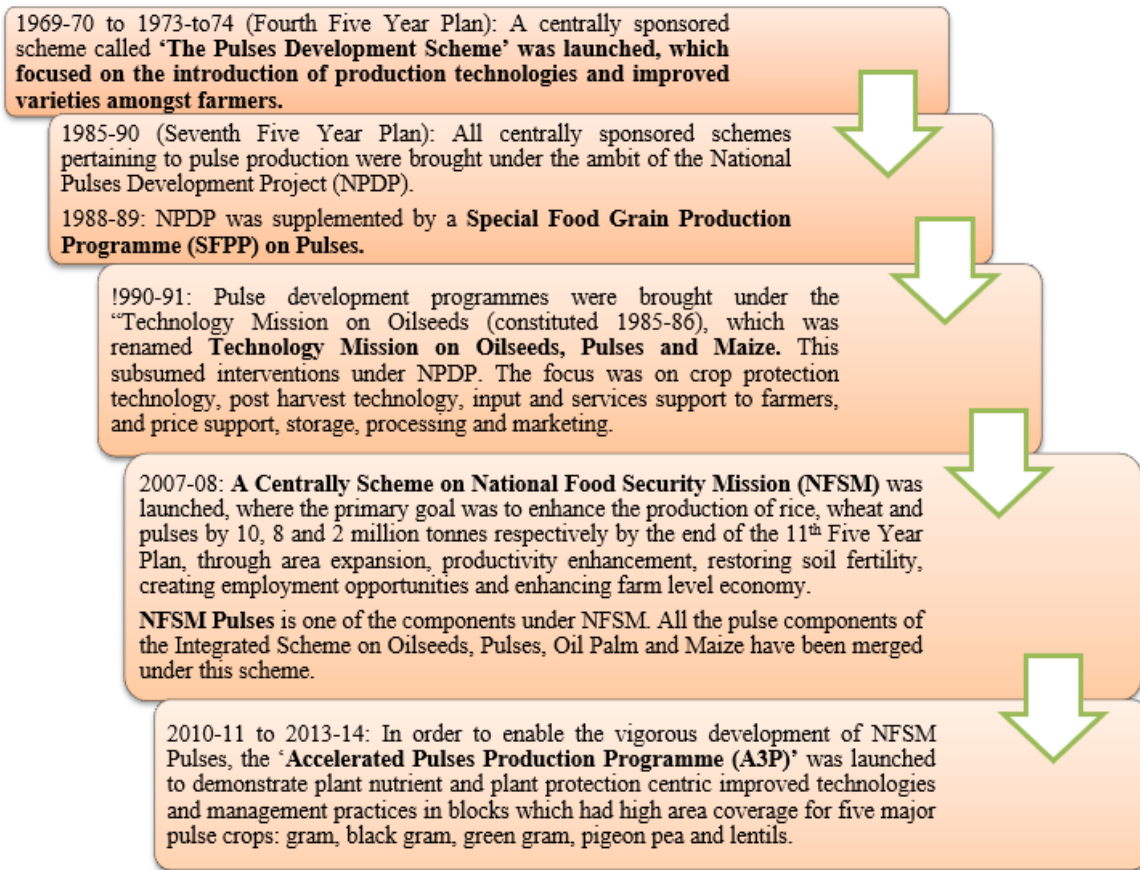 1969-70 to 1973-to74 (Fourth Five Year Plan): A centrally sponsored
scheme called ‘The Pulses Development Scheme’ was launched, which
focused on the introduction of production technologies and improved
varieties amongst farmers.
1985-90 (Seventh Five Year Plan): All centrally sponsored schemes
pertaining to pulse production were brought under the ambit of the National
Pulses Development Project (NPDP).
1988-89: NPDP was supplemented by a Special Food Grain Production
Programme (SFPP) on Pulses.
!990-91: Pulse development programmes were brought under the
“Technology Mission on Oilseeds (constituted 1985-86), which was
renamed Technology Mission on Oilseeds, Pulses and Maize. This
subsumed interventions under NPDP. The focus was on crop protection
technology, post harvest technology, input and services support to farmers,
and price support, storage, processing and marketing.
2007-08: A Centrally Scheme on National Food Security Mission (NFSM) was
launched, where the primary goal was to enhance the production of rice, wheat and
pulses by 10, 8 and 2 million tonnes respectively by the end of the 11th Five Year
Plan, through area expansion, productivity enhancement, restoring soil fertility,
creating employment opportunities and enhancing farm level economy.
NFSM Pulses is one of the components under NFSM. All the pulse components
of the Integrated Scheme on Oilseeds, Pulses, Oil Palm and Maize have been merged
under this scheme.
2010-11 to 2013-14: In order to enable the vigorous development of NFSM
Pulses, the ‘Accelerated Pulses Production Programme (A3P)’ was launched
to demonstrate plant nutrient and plant protection centric improved technologies
and management practices in blocks which had high area coverage for five major
pulse crops: gram, black gram, green gram, pigeon pea and lentils.